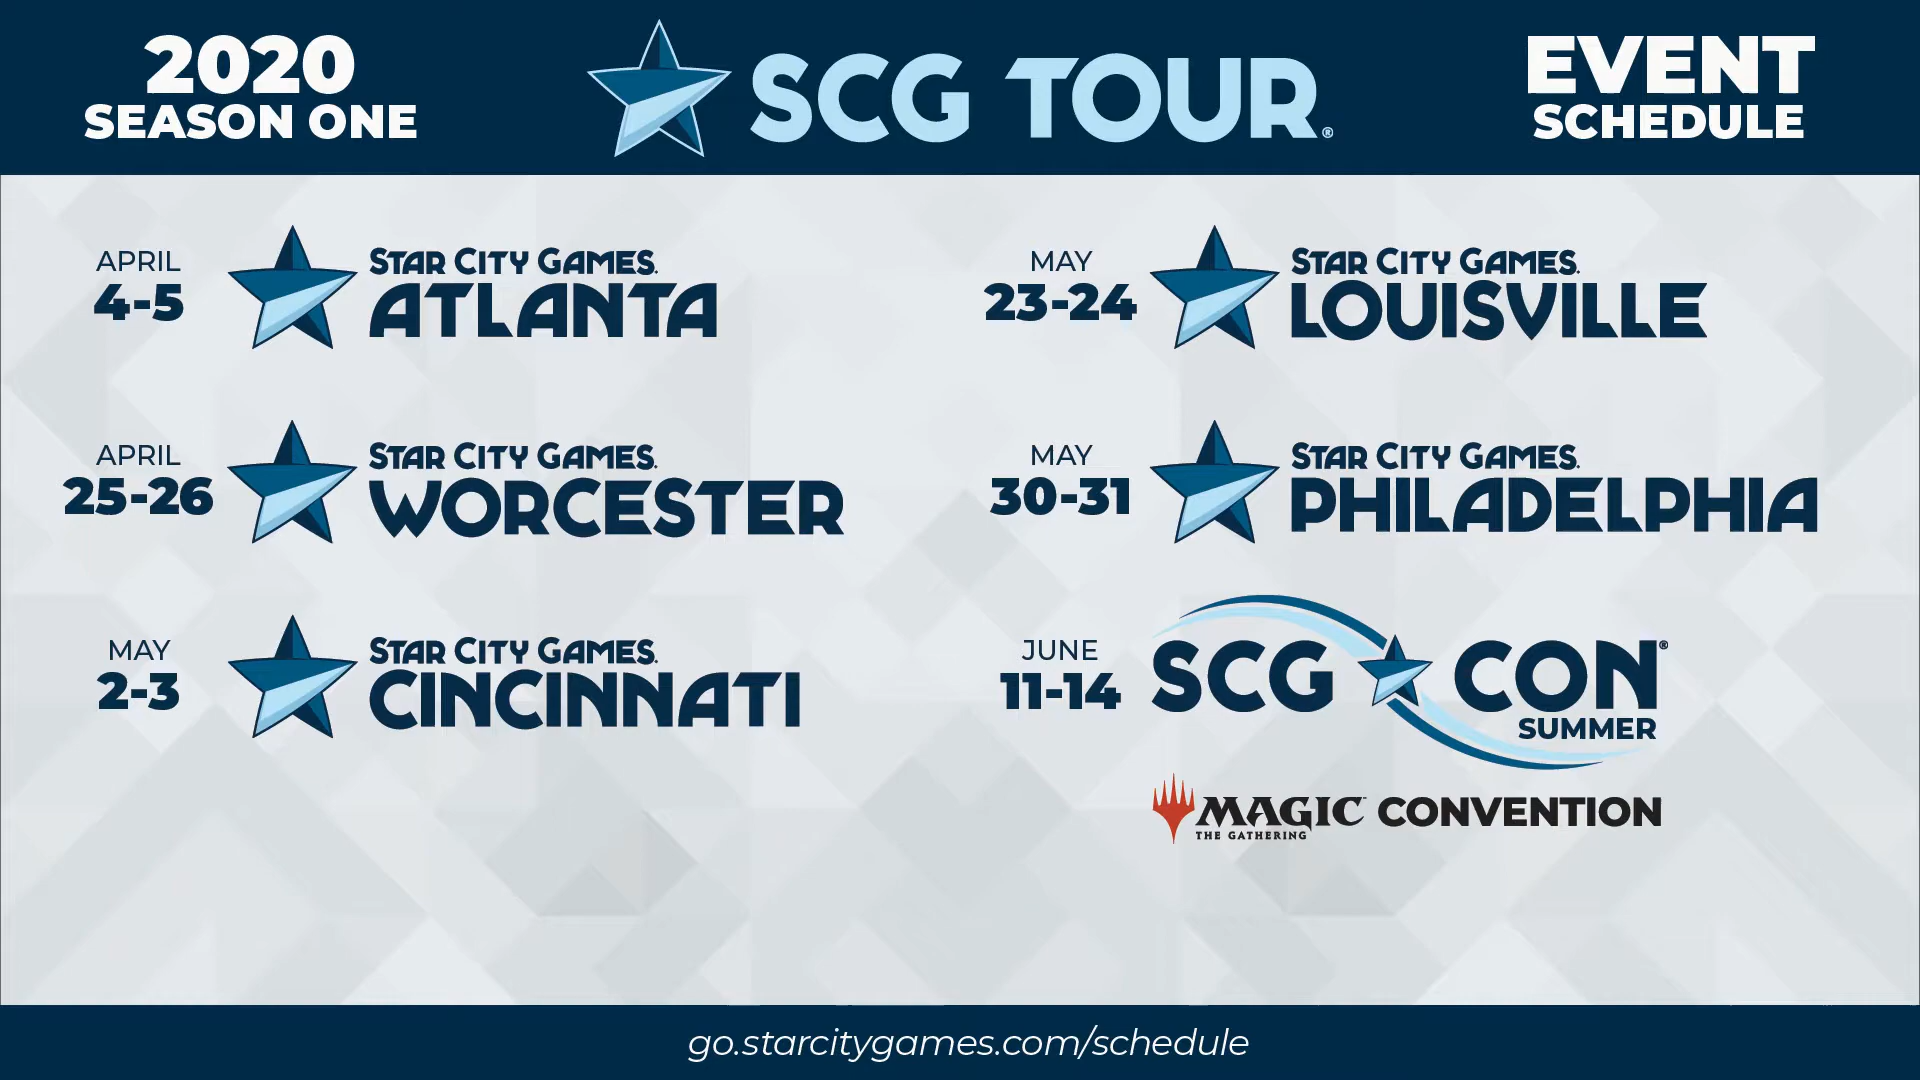 2020
SEASON ONE
SCG TOUR®
EVENT
SCHEDULE
APRIL
4-5
STAR CITY GAMES.
ATLANTA
APRIL
25-26
STAR CITY GAMES.
WORCESTER
MAY
2-3
STAR CITY GAMES.
CINCINNATI
MAY
23-24
STAR CITY GAMES.
LOUISVILLE
MAY
30-31
STAR CITY GAMES.
PHILADELPHIA
JUNE
11-14
SCG CON®
SUMMER
MAGIC™ CONVENTION
THE GATHERING
go.starcitygames.com/schedule